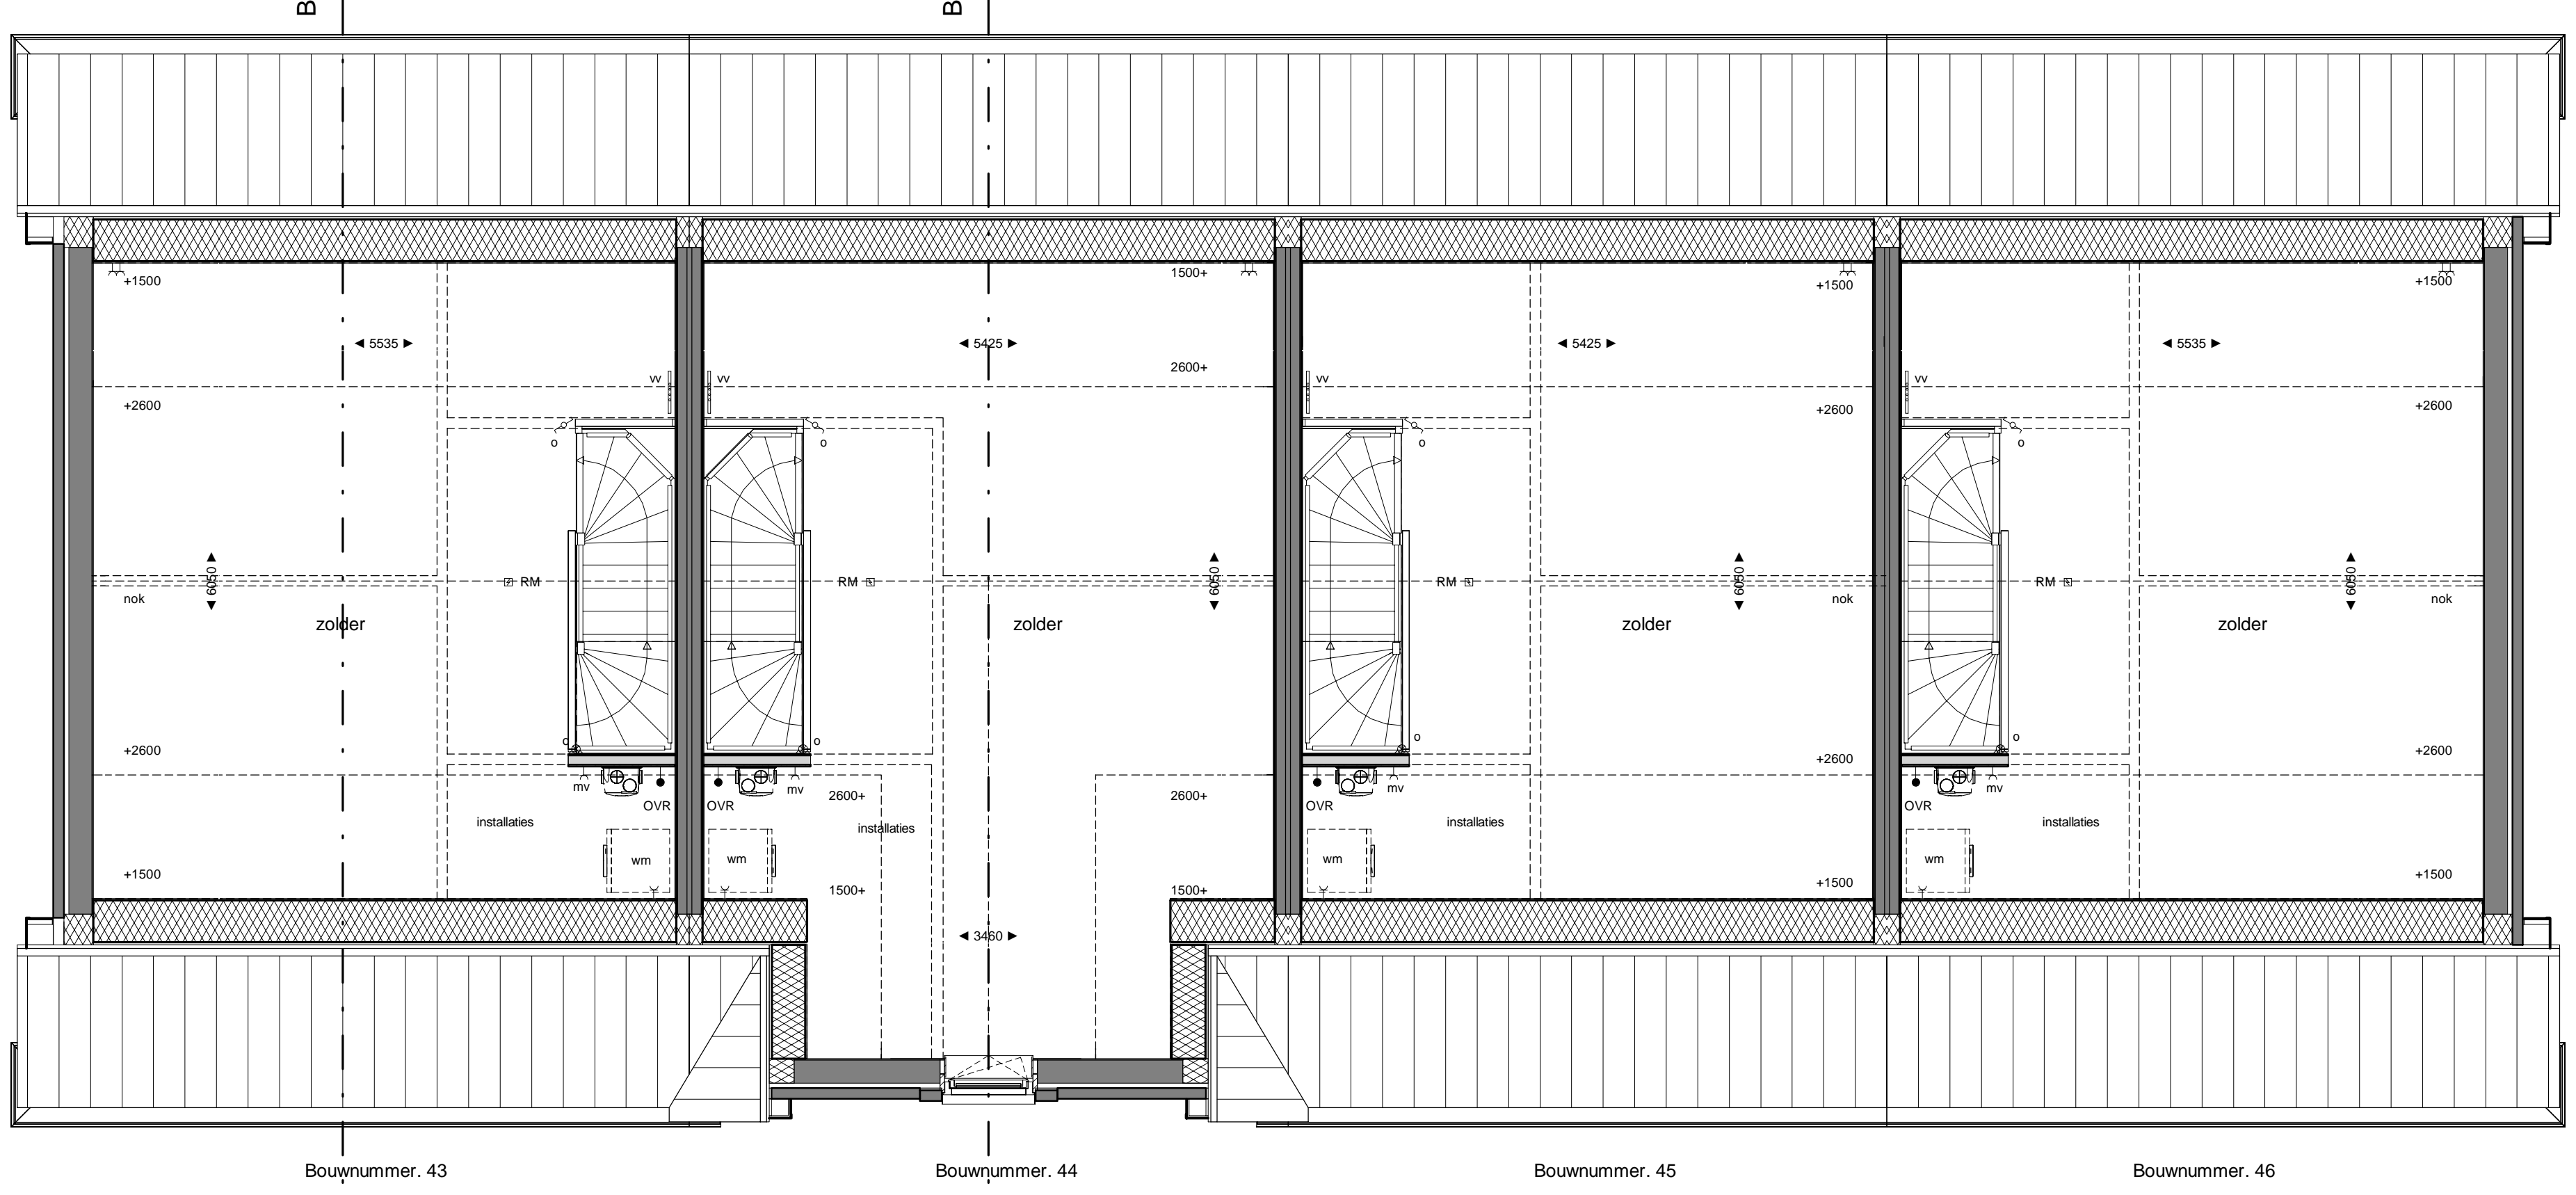 B
B
+1500
1500+
+1500
+1500
◄ 5535 ►
◄ 5425 ►
◄ 5425 ►
◄ 5535 ►
2600+
vv
vv
vv
vv
+2600
+2600
+2600
o
o
o
o
RM
RM
RM
RM
◄ 6050 ►
◄ 6050 ►
◄ 6050 ►
◄ 6050 ►
nok
nok
nok
zolder
zolder
zolder
zolder
o
o
o
o
+2600
+2600
+2600
mv
mv
mv
mv
2600+
2600+
OVR
OVR
OVR
OVR
installaties
installaties
installaties
installaties
wm
wm
wm
wm
+1500
1500+
1500+
+1500
+1500
◄ 3460 ►
Bouwnummer. 43
Bouwnummer. 44
Bouwnummer. 45
Bouwnummer. 46